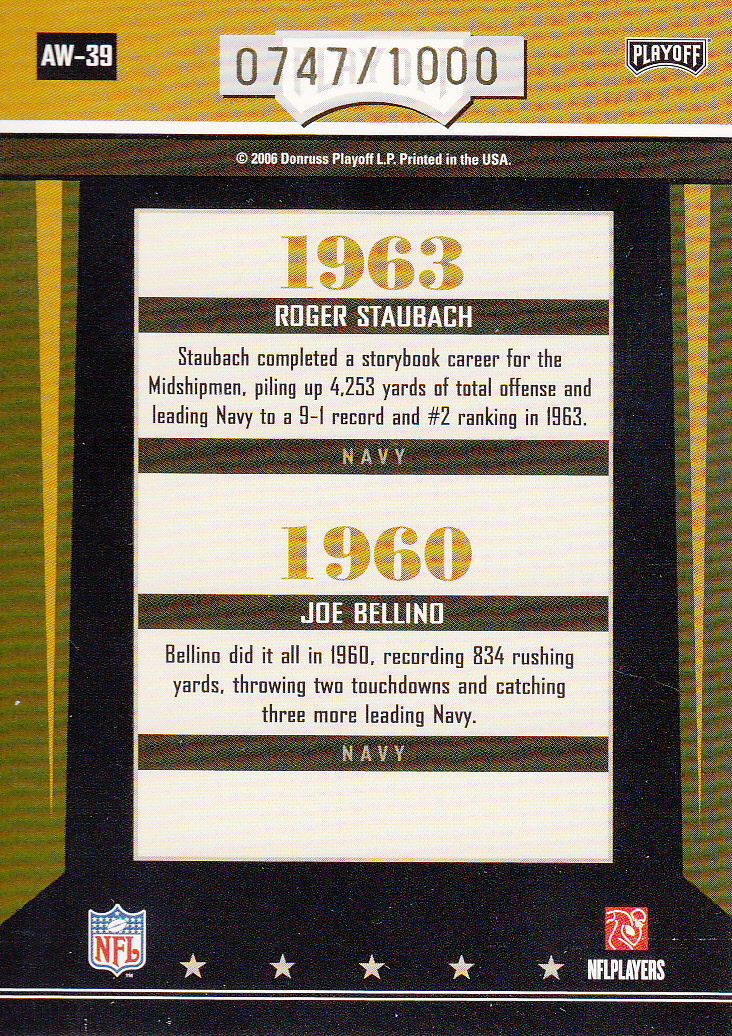 AW-39
0747/1000
PLAYOFF
© 2006 Donruss Playoff L.P. Printed in the USA.
1963
ROGER STAUBACH
Staubach completed a storybook career for the
Midshipmen, piling up 4,253 yards of total offense and
leading Navy to a 9-1 record and #2 ranking in 1963.
NAVY
1960
JOE BELLINO
Bellino did it all in 1960, recording 834 rushing
yards, throwing two touchdowns and catching
three more leading Navy.
NAVY
NFL
NFLPLAYERS